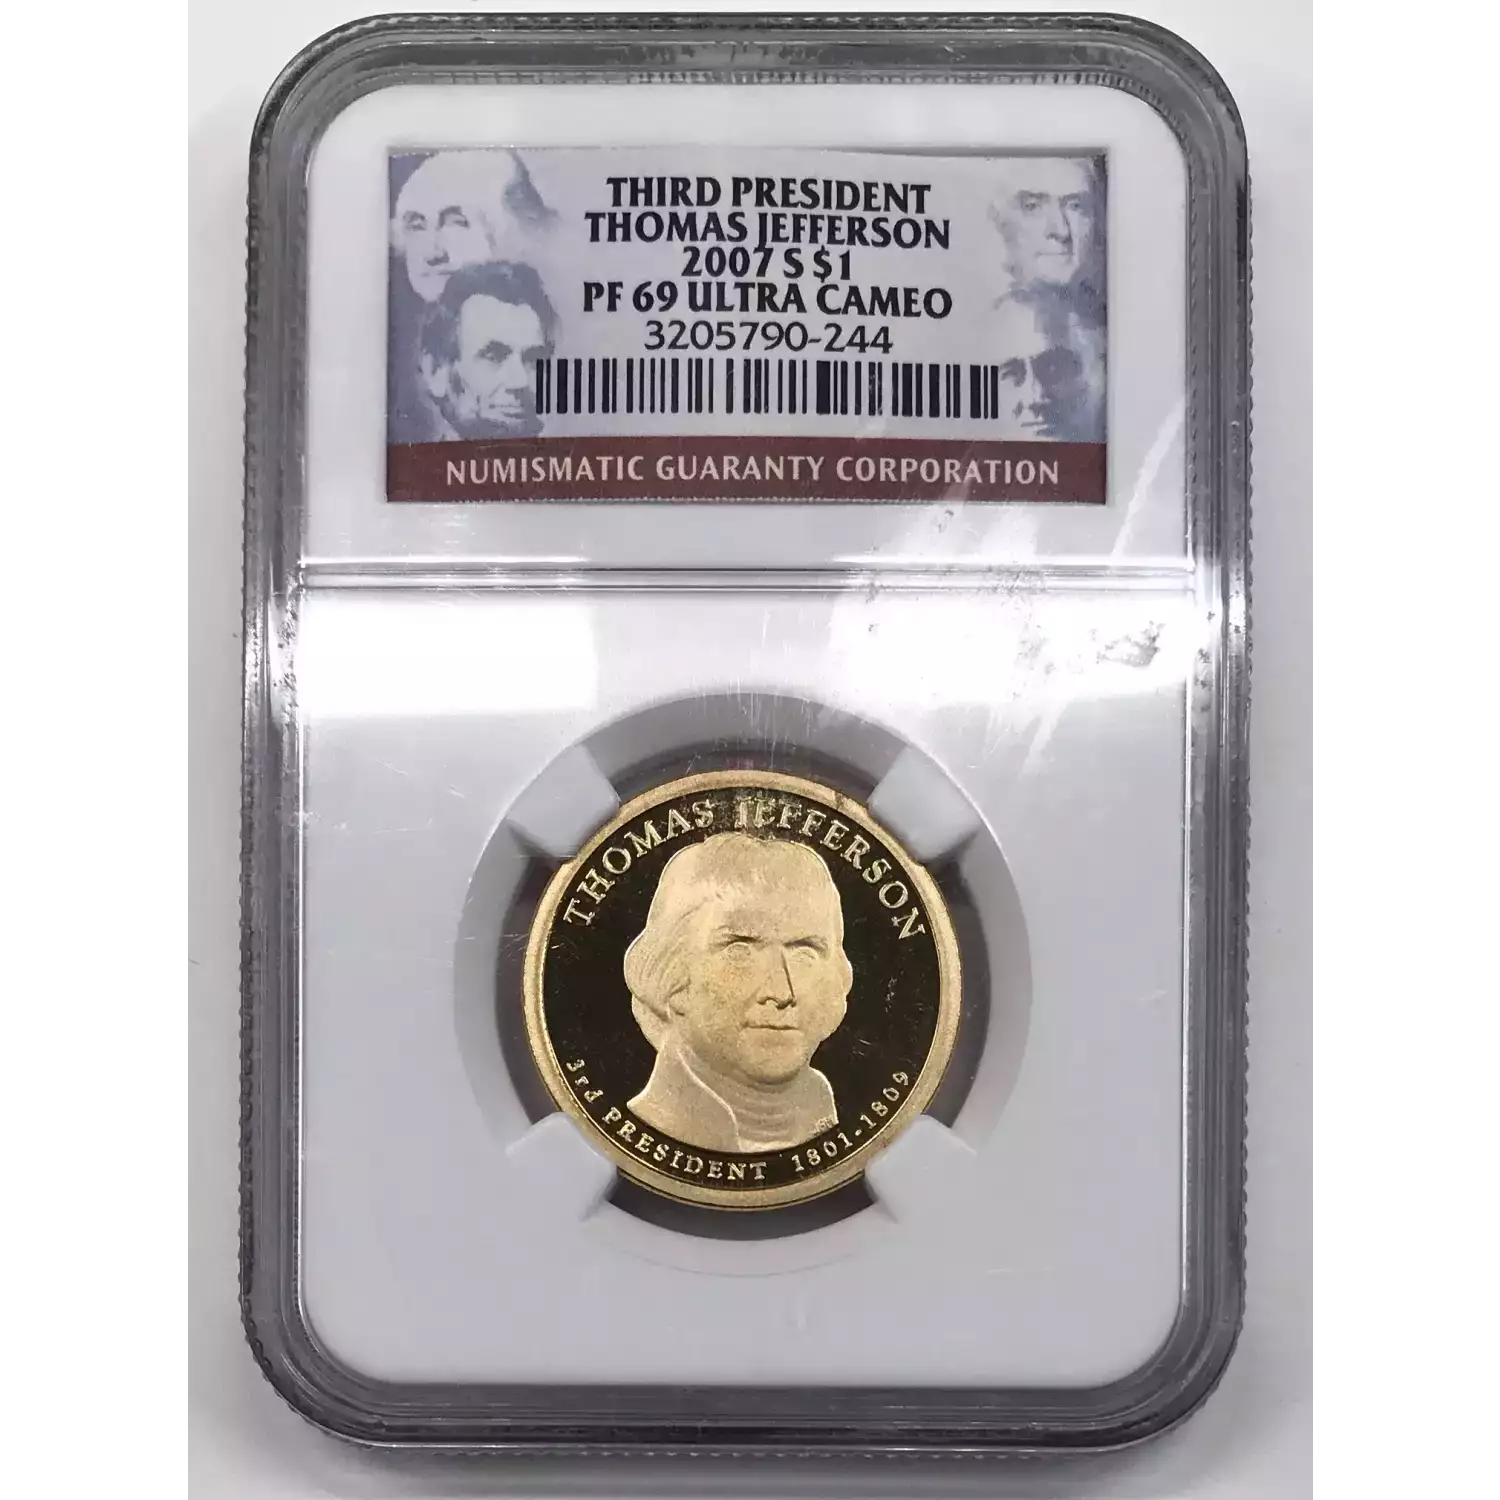 THIRD PRESIDENT
THOMAS JEFFERSON
2007 S $1
PF 69 ULTRA CAMEO
3205790-244
NUMISMATIC GUARANTY CORPORATION
THOMAS JEFFERSON
3rd PRESIDENT 1801-1809